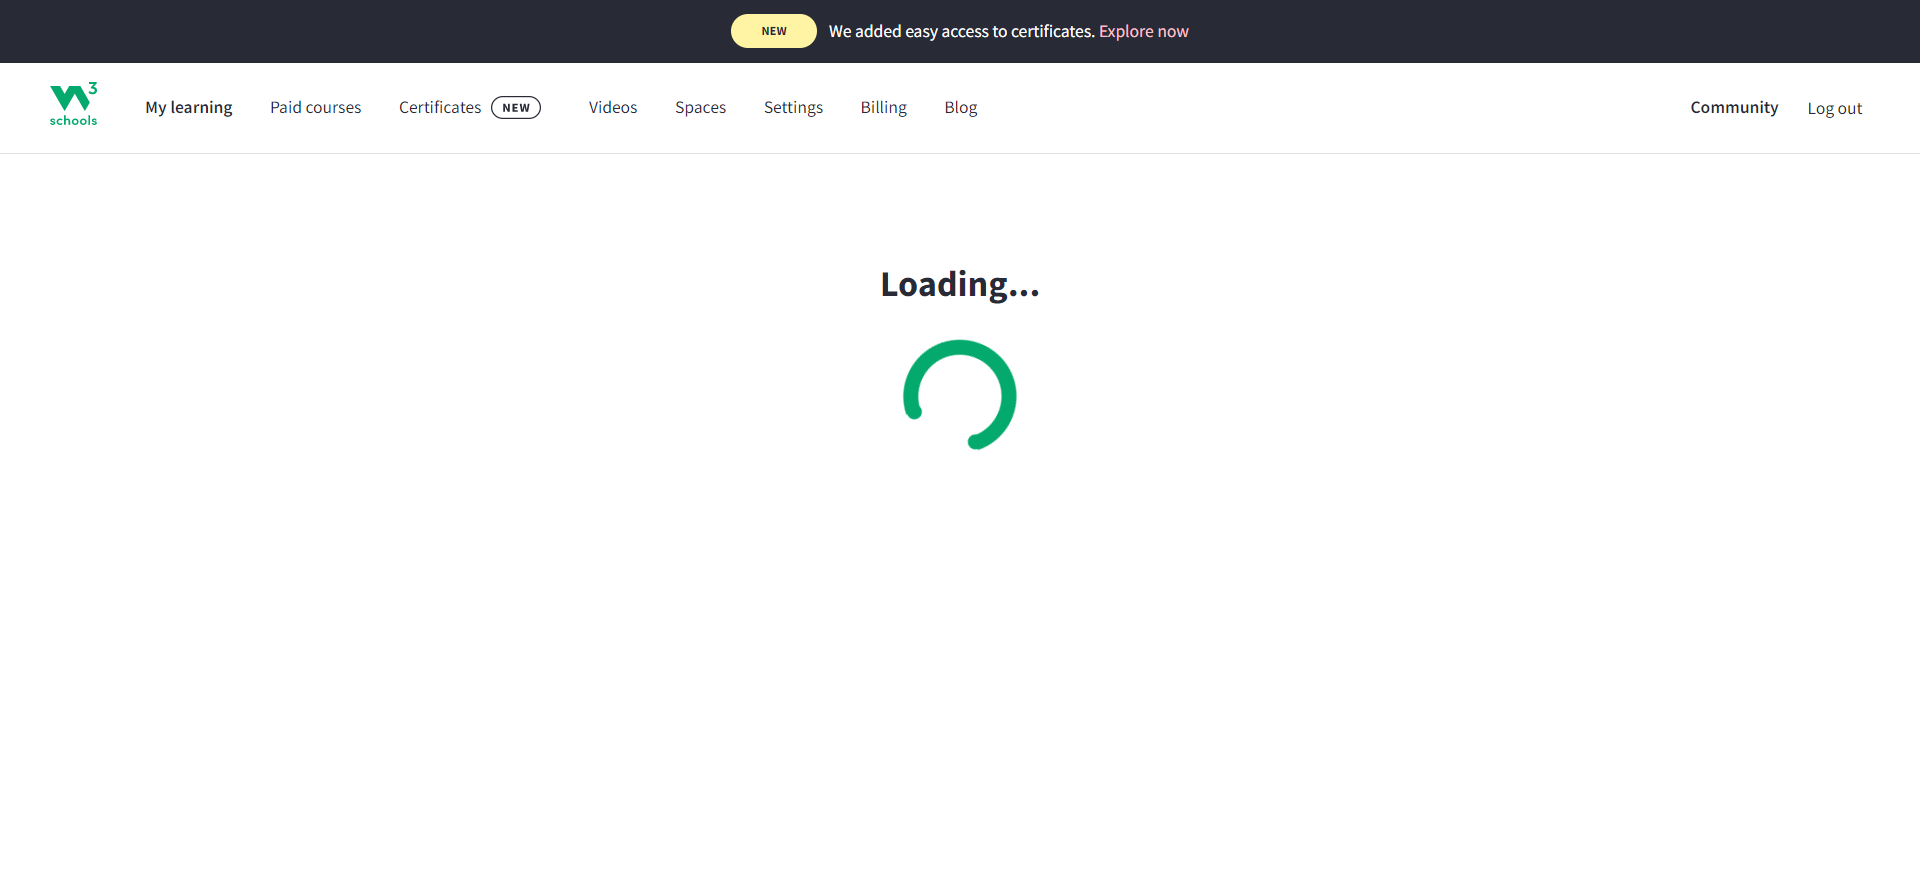 NEW We added easy access to certificates. Explore now
3
schools
My learning Paid courses Certificates NEW Videos Spaces Settings Billing Blog Community Log out
Loading...